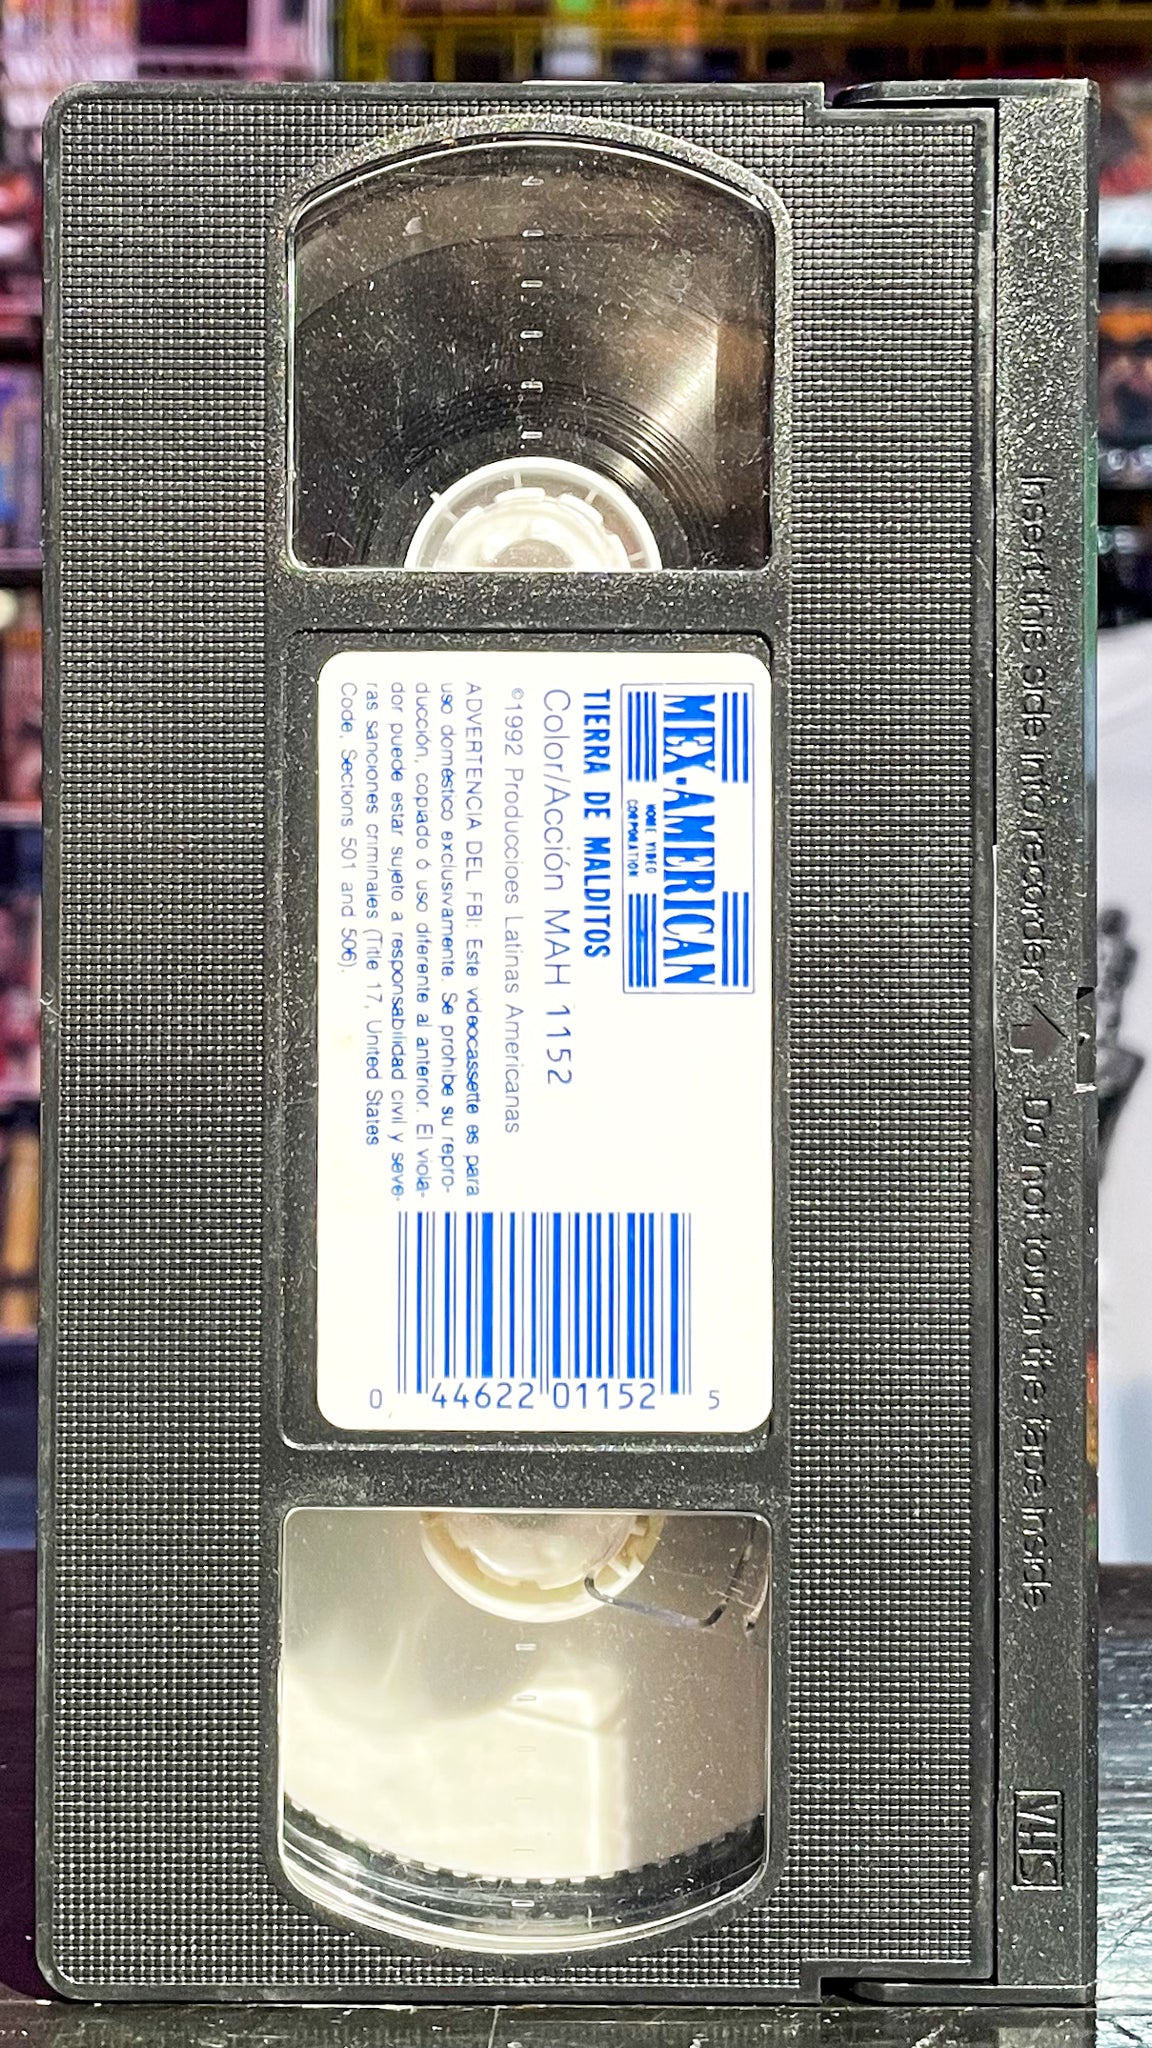 MEX-AMERICAN
HOME VIDEO
CORPORATION
TIERRA DE MALDITOS
Color/Acción MAH 1152
©1992 Produccioes Latinas Americanas
ADVERTENCIA DEL FBI: Este videocassette es para
uso doméstico exclusivamente. Se prohibe su repro-
ducción, copiado ó uso diferente al anterior. El viola-
dor puede estar sujeto a responsabilidad civil y seve-
ras sanciones criminales (Title 17, United States
Code, Sections 501 and 506).
0 44622 01152 5
Insert this side into recorder Do not touch the tape inside
VHS